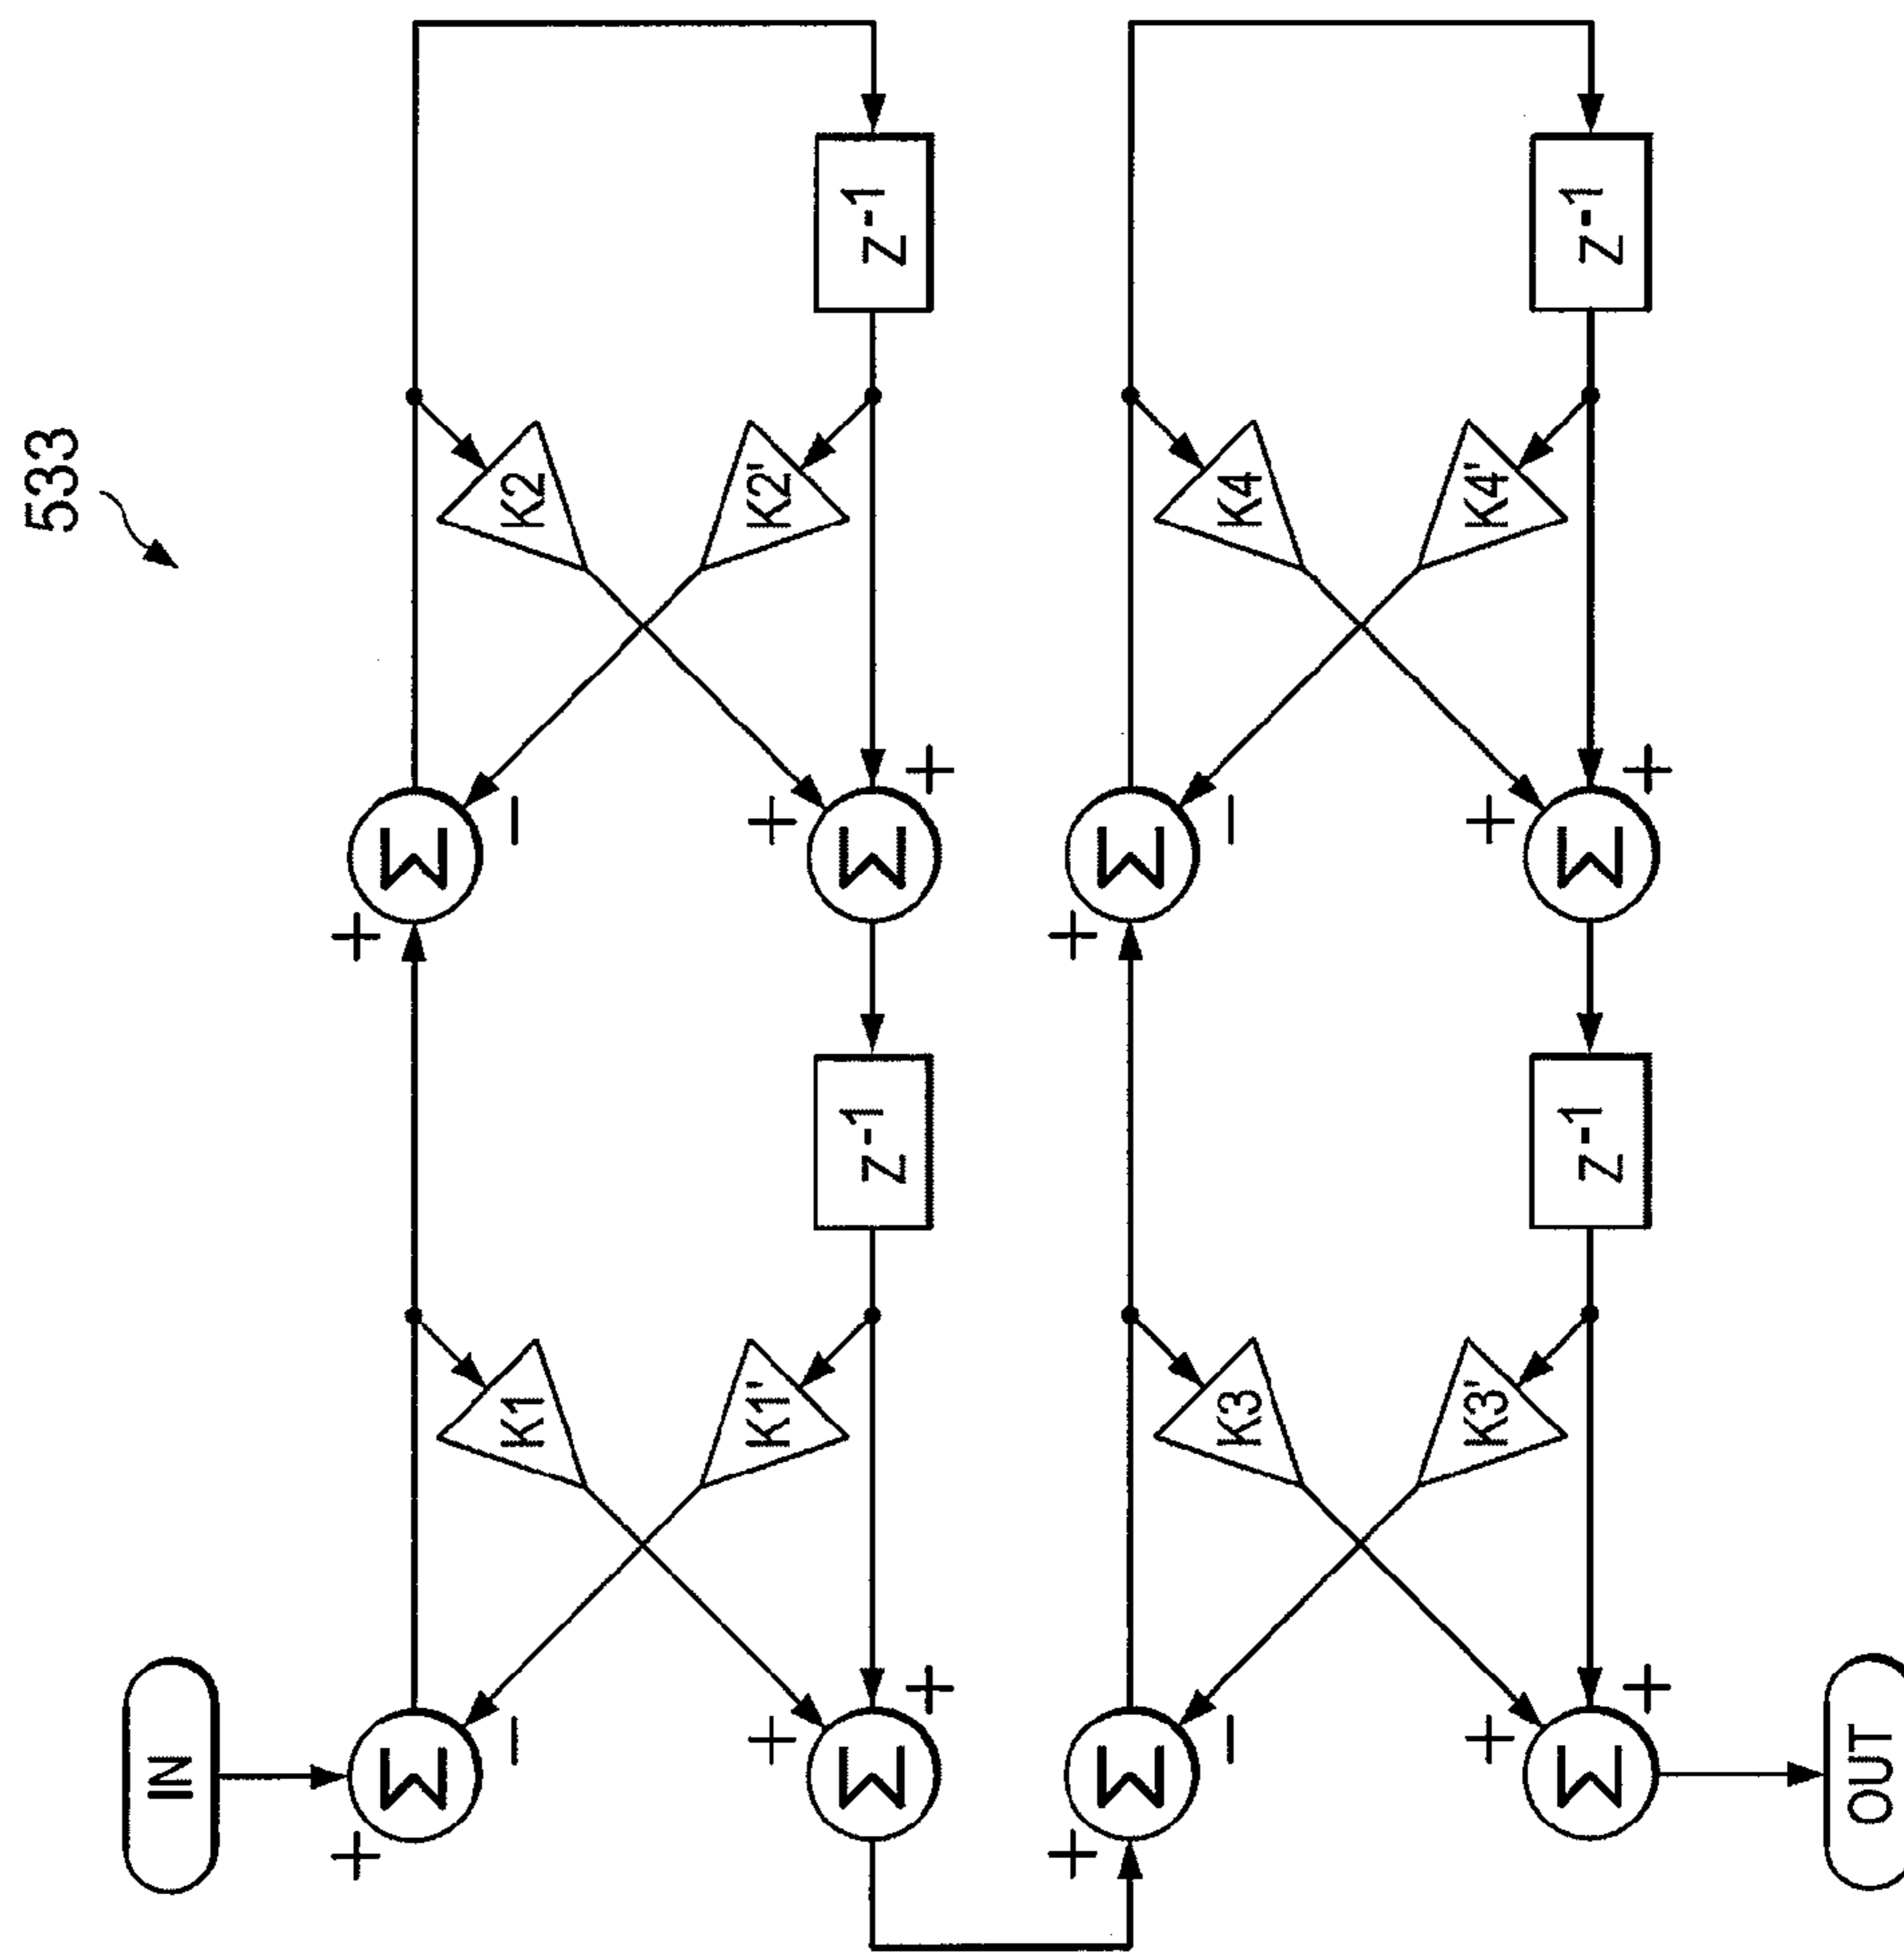 533
IN
+ +
Σ Σ
− K1 − K2
+ K1' + K2'
Σ z⁻¹ Σ z⁻¹
+ +
+ +
Σ Σ
− K3 − K4
+ K3' + K4'
Σ z⁻¹ Σ z⁻¹
+ +
OUT